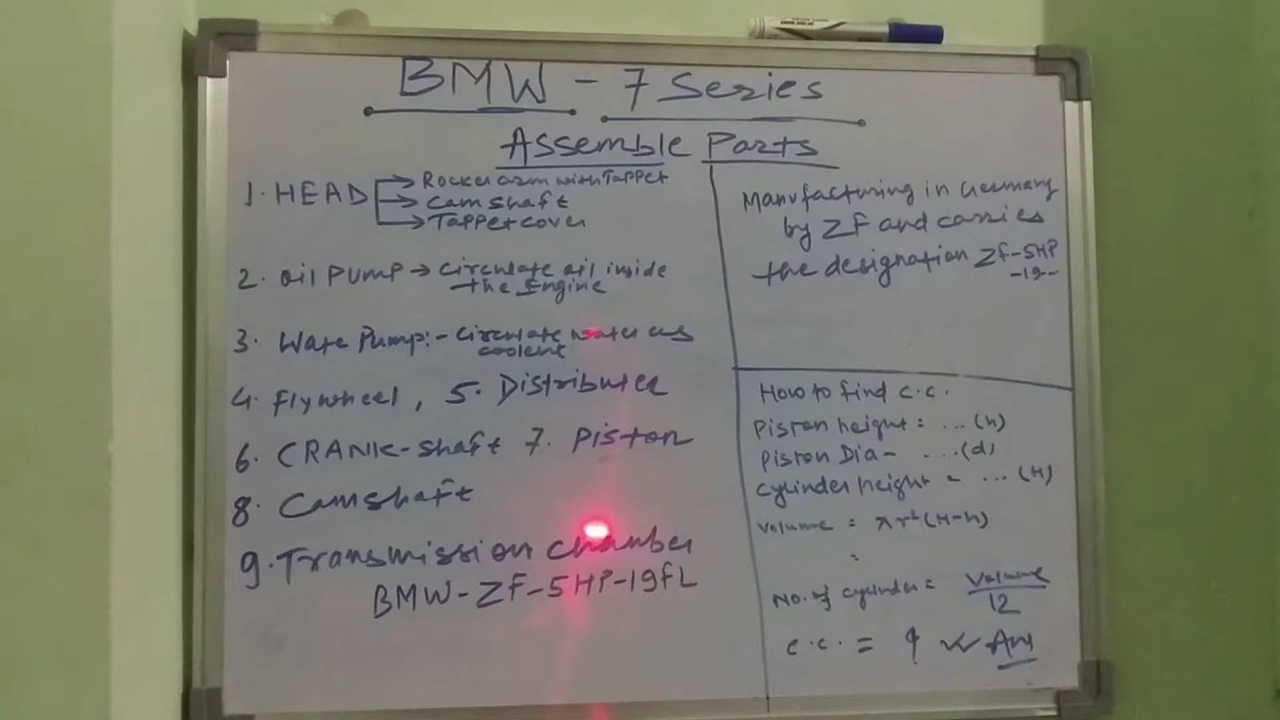 BMW - 7 Series
Assemble Parts
1. HEAD → Rocker arm with Tappet
→ Cam shaft
→ Tappet cover
2. oil Pump → circulate oil inside
the Engine
3. Wate Pump:- circulate water as
coolent
4. Flywheel, 5. Distributer
6. CRANK-shaft 7. Piston
8. Camshaft
9. Transmission chamber
BMW-ZF-5HP-19FL
Manufacturing in Germany
by ZF and carries
the designation ZF-5HP
-19-
How to find c.c.
Piston height = ... (h)
Piston Dia - ... (d)
cylinder height = ... (H)
Volume = πr²(H-h)
=
No. of cylinder = Volume
12
c.c. = ? Ans